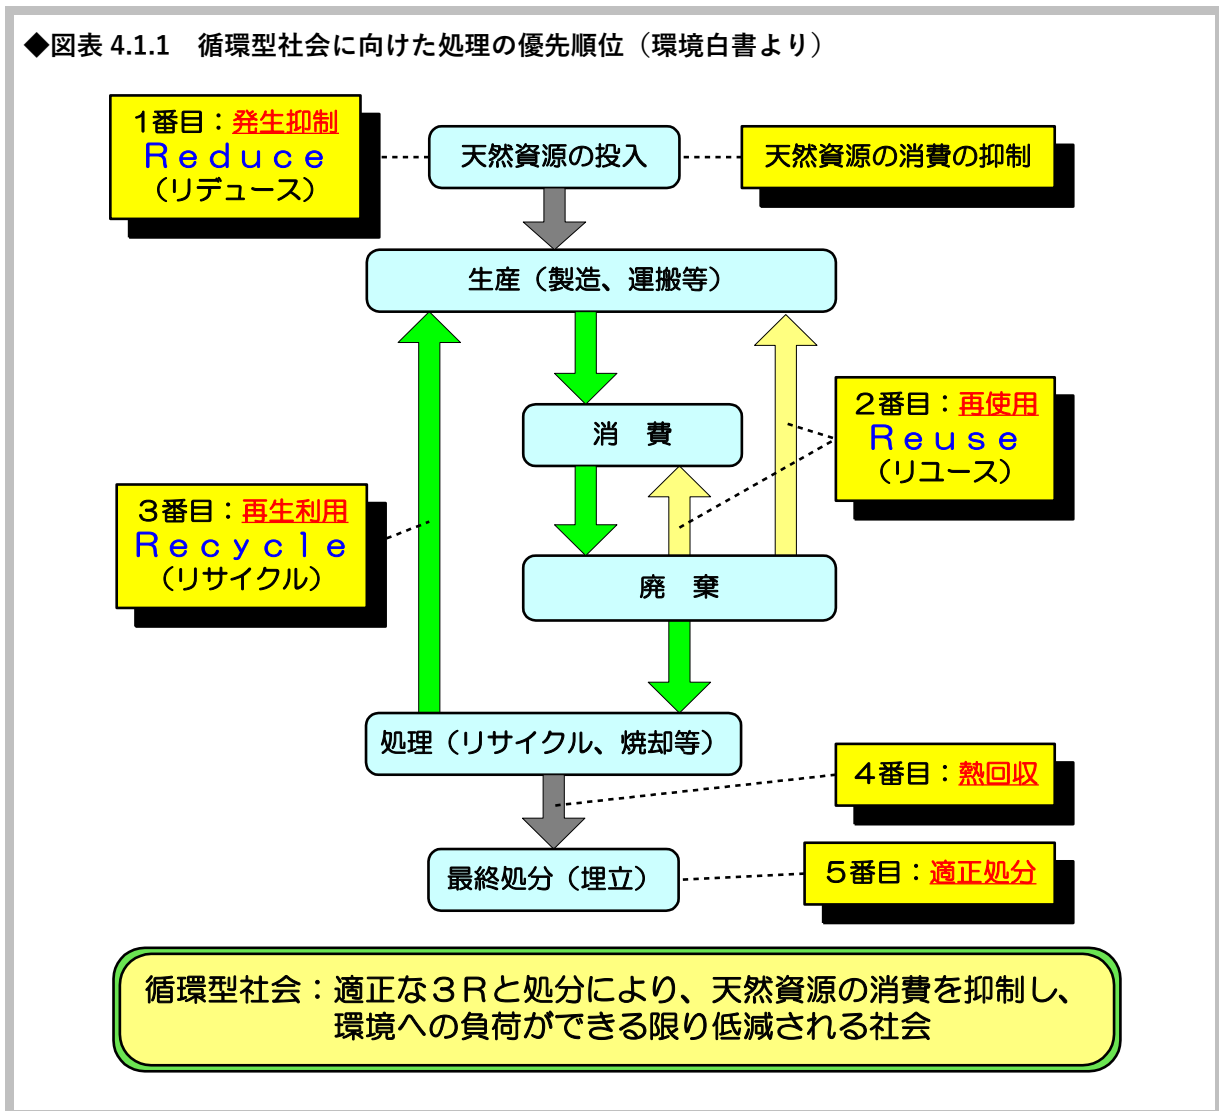 ◆図表 4.1.1　循環型社会に向けた処理の優先順位（環境白書より）
1番目：発生抑制
Ｒｅｄｕｃｅ
（リデュース）
天然資源の投入
天然資源の消費の抑制
生産（製造、運搬等）
2番目：再使用
Ｒｅｕｓｅ
（リユース）
消　費
3番目：再生利用
Ｒｅｃｙｃｌｅ
（リサイクル）
廃　棄
処理（リサイクル、焼却等）
4番目：熱回収
最終処分（埋立）
5番目：適正処分
循環型社会：適正な３Ｒと処分により、天然資源の消費を抑制し、
環境への負荷ができる限り低減される社会